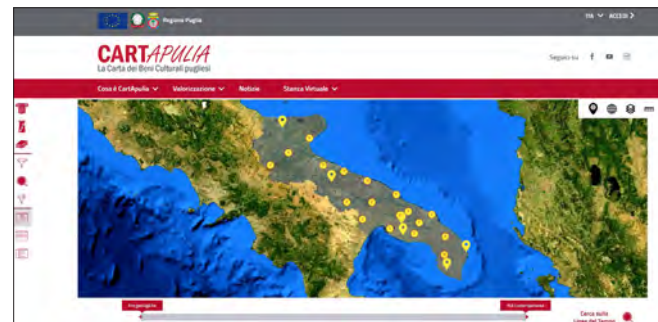 Regione Puglia
ITA
ACCEDI
CARTAPULIA
La Carta dei Beni Culturali pugliesi
Seguici su
Cosa è CartApulia
Valorizzazione
Notizie
Stanza Virtuale
Cerca sulla
Linea del Tempo